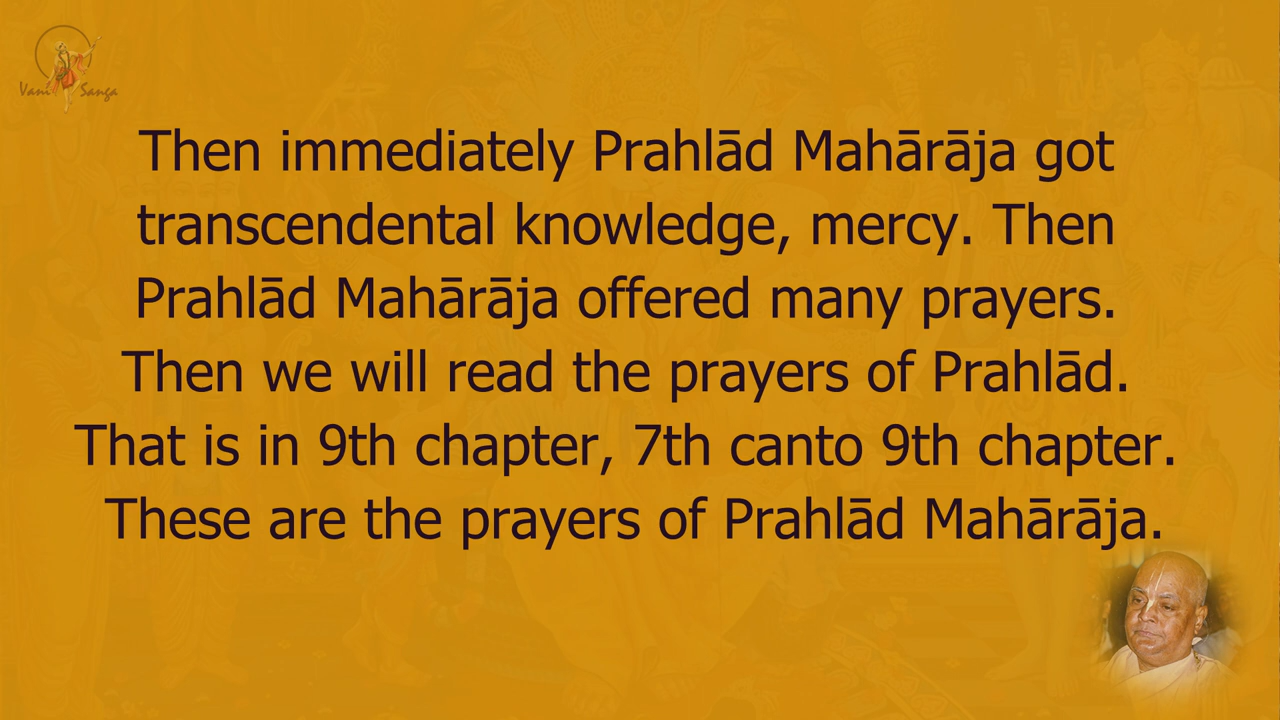 Vani Sanga
Then immediately Prahlād Mahārāja got
transcendental knowledge, mercy. Then
Prahlād Mahārāja offered many prayers.
Then we will read the prayers of Prahlād.
That is in 9th chapter, 7th canto 9th chapter.
These are the prayers of Prahlād Mahārāja.